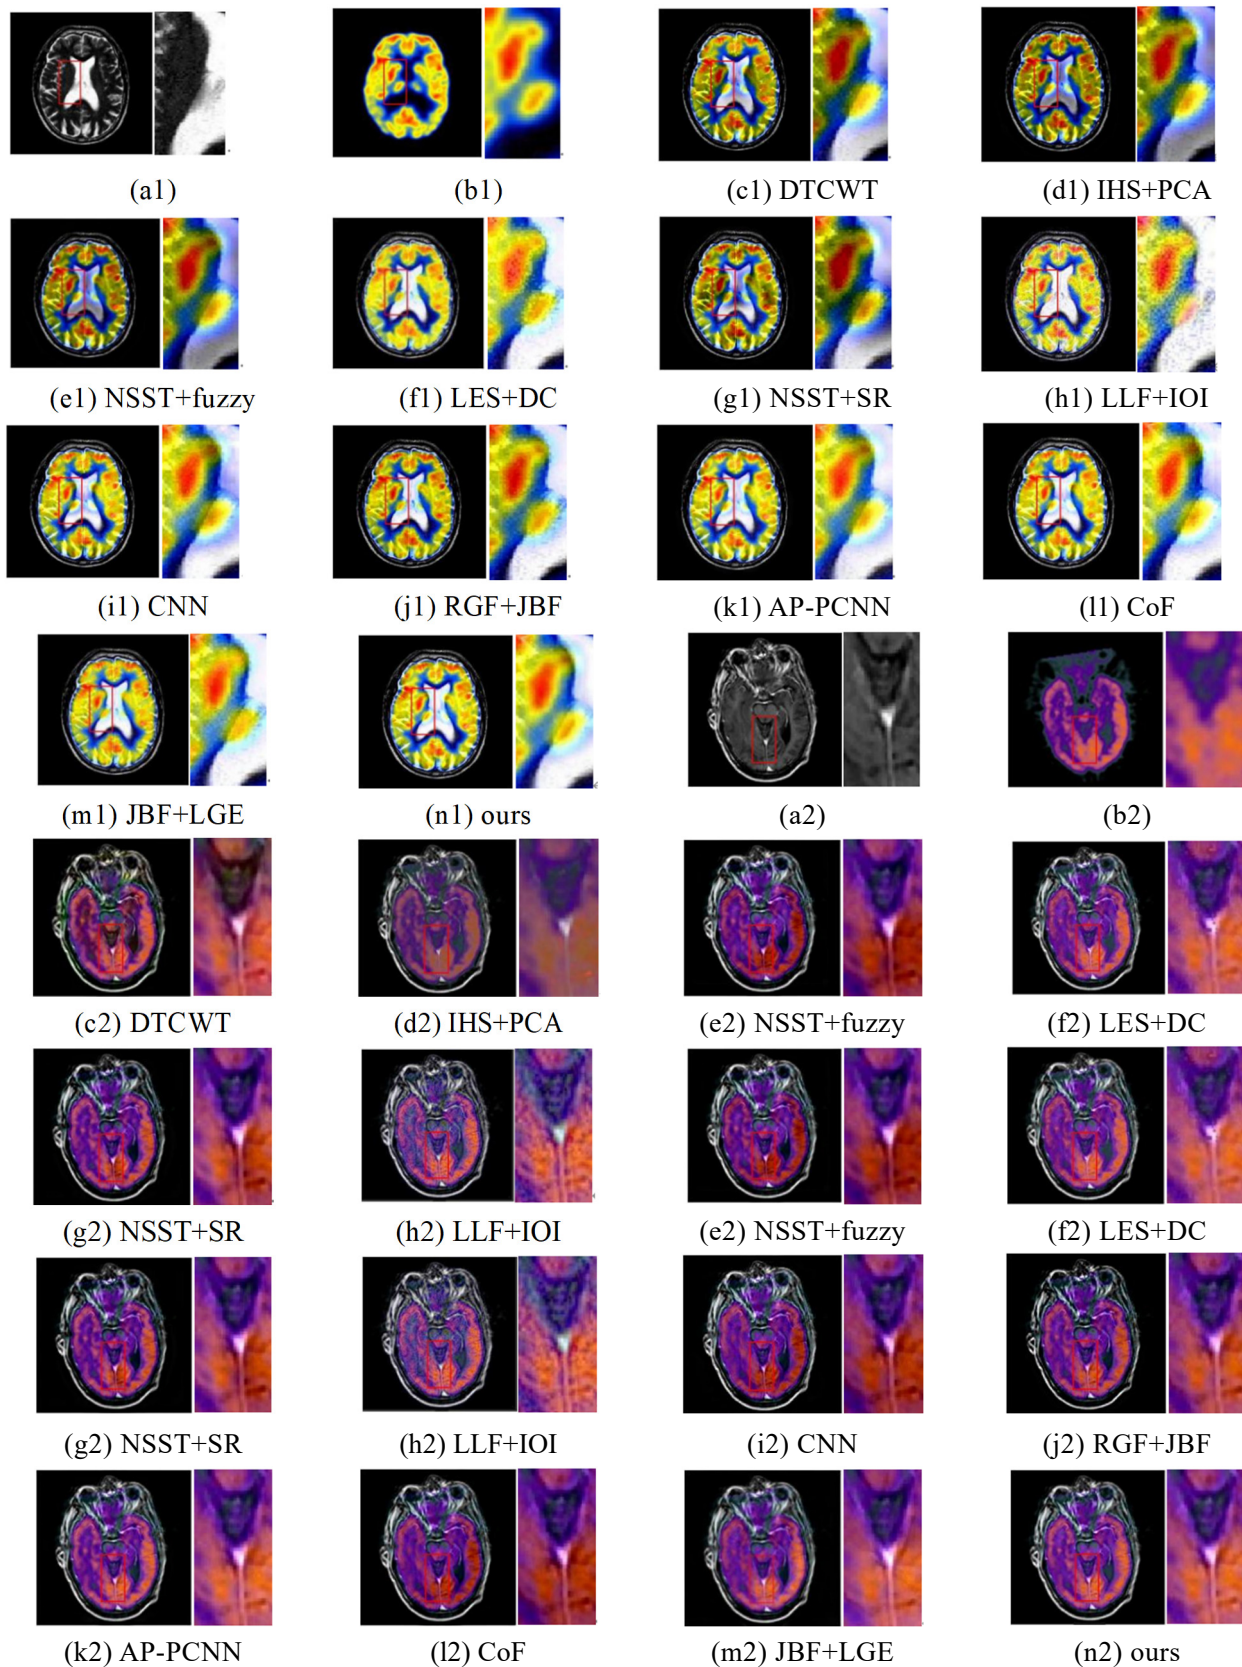 (a1) (b1) (c1) DTCWT (d1) IHS+PCA
(e1) NSST+fuzzy (f1) LES+DC (g1) NSST+SR (h1) LLF+IOI
(i1) CNN (j1) RGF+JBF (k1) AP-PCNN (l1) CoF
(m1) JBF+LGE (n1) ours (a2) (b2)
(c2) DTCWT (d2) IHS+PCA (e2) NSST+fuzzy (f2) LES+DC
(g2) NSST+SR (h2) LLF+IOI (e2) NSST+fuzzy (f2) LES+DC
(g2) NSST+SR (h2) LLF+IOI (i2) CNN (j2) RGF+JBF
(k2) AP-PCNN (l2) CoF (m2) JBF+LGE (n2) ours